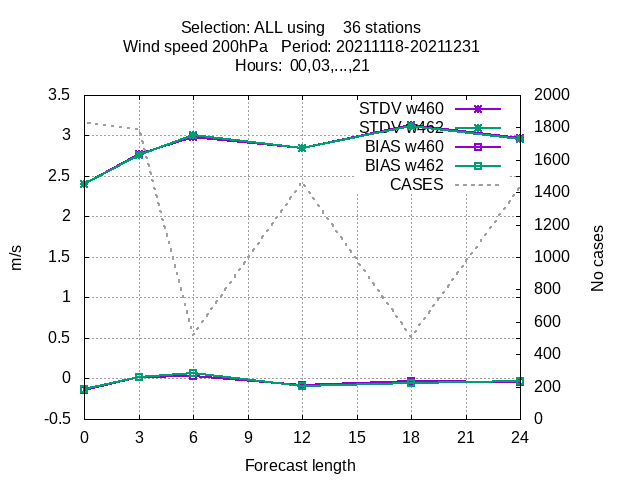 Selection: ALL using 36 stations
Wind speed 200hPa Period: 20211118-20211231
Hours: 00,03,...,21
3.5
3
2.5
2
1.5
1
0.5
0
-0.5
m/s
STDV w460
STDV w462
BIAS w460
BIAS w462
CASES
2000
1800
1600
1400
1200
1000
800
600
400
200
0
No cases
0 3 6 9 12 15 18 21 24
Forecast length